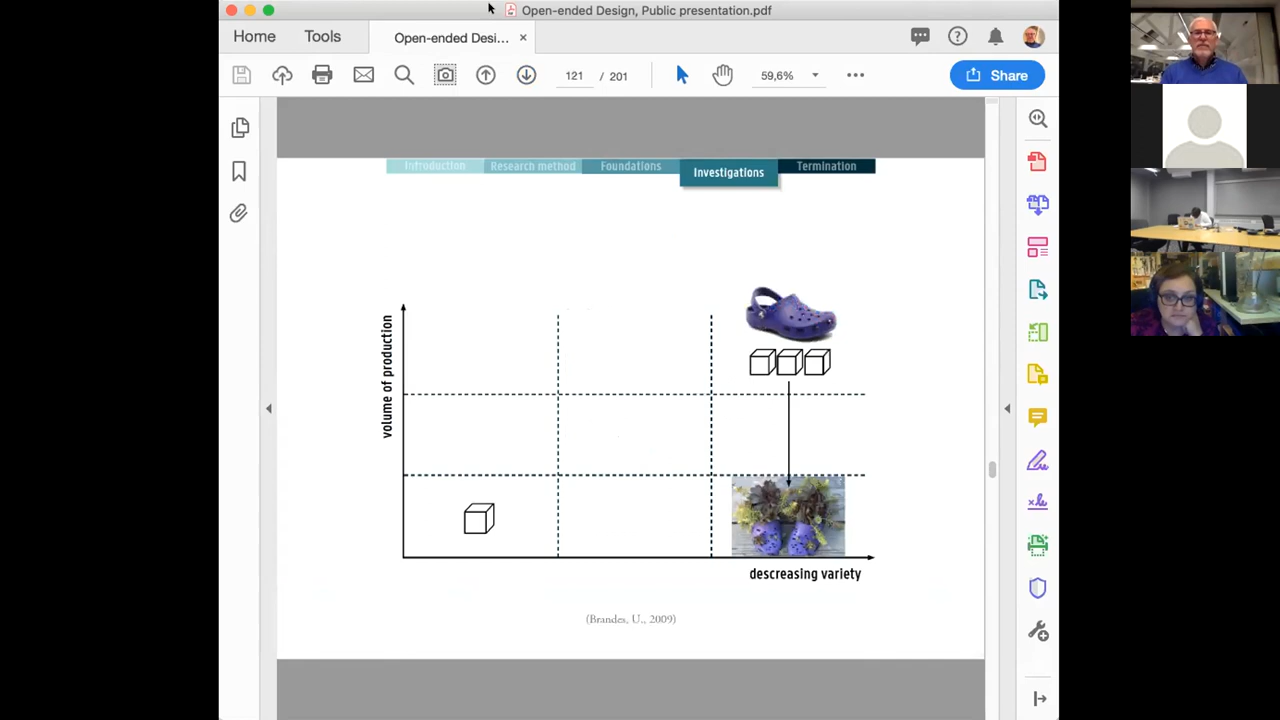 Open-ended Design, Public presentation.pdf
Home Tools Open-ended Desi... ×
121 / 201 59,6% Share
Introduction Research method Foundations Investigations Termination
volume of production
descreasing variety
(Brandes, U., 2009)